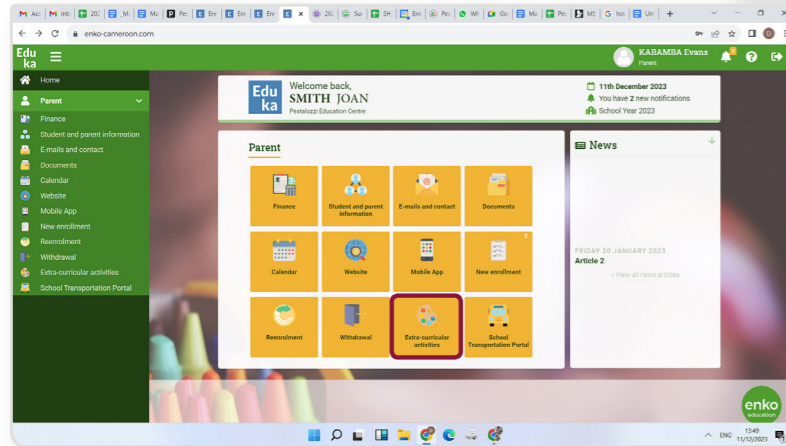 enko-cameroon.com
Edu
ka
KABAMBA Evans
Parent
Home
Parent
Finance
Student and parent information
E-mails and contact
Documents
Calendar
Website
Mobile App
New enrollment
Reenrolment
Withdrawal
Extra-curricular activities
School Transportation Portal
Edu
ka
Welcome back,
SMITH JOAN
Pestalozzi Education Centre
11th December 2023
You have 2 new notifications
School Year 2023
Parent
Finance
Student and parent
information
E-mails and contact
Documents
Calendar
Website
Mobile App
2
New enrollment
Reenrolment
Withdrawal
Extra-curricular
activities
School
Transportation Portal
News
FRIDAY 20 JANUARY 2023
Article 2
» View all news articles
enko
education
ENG
13:49
11/12/2023